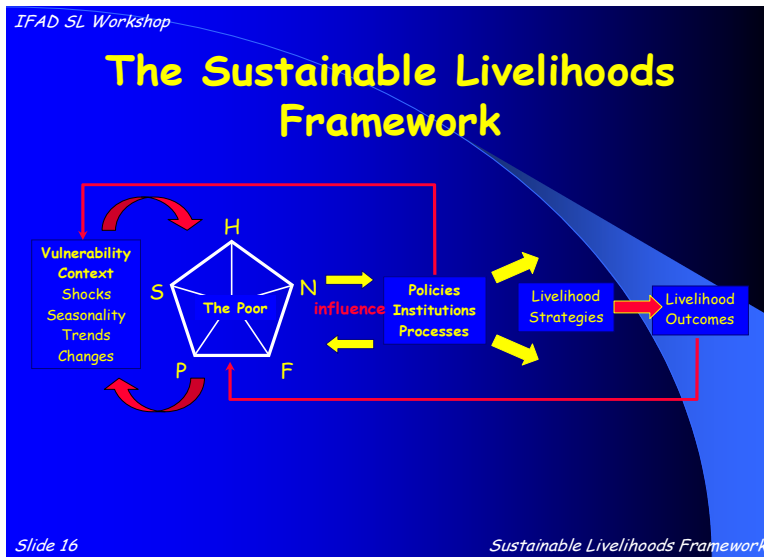 IFAD SL Workshop
The Sustainable Livelihoods
Framework
Vulnerability
Context
Shocks
Seasonality
Trends
Changes
H
S
N
The Poor
P
F
influence
Policies
Institutions
Processes
Livelihood
Strategies
Livelihood
Outcomes
Slide 16
Sustainable Livelihoods Framework